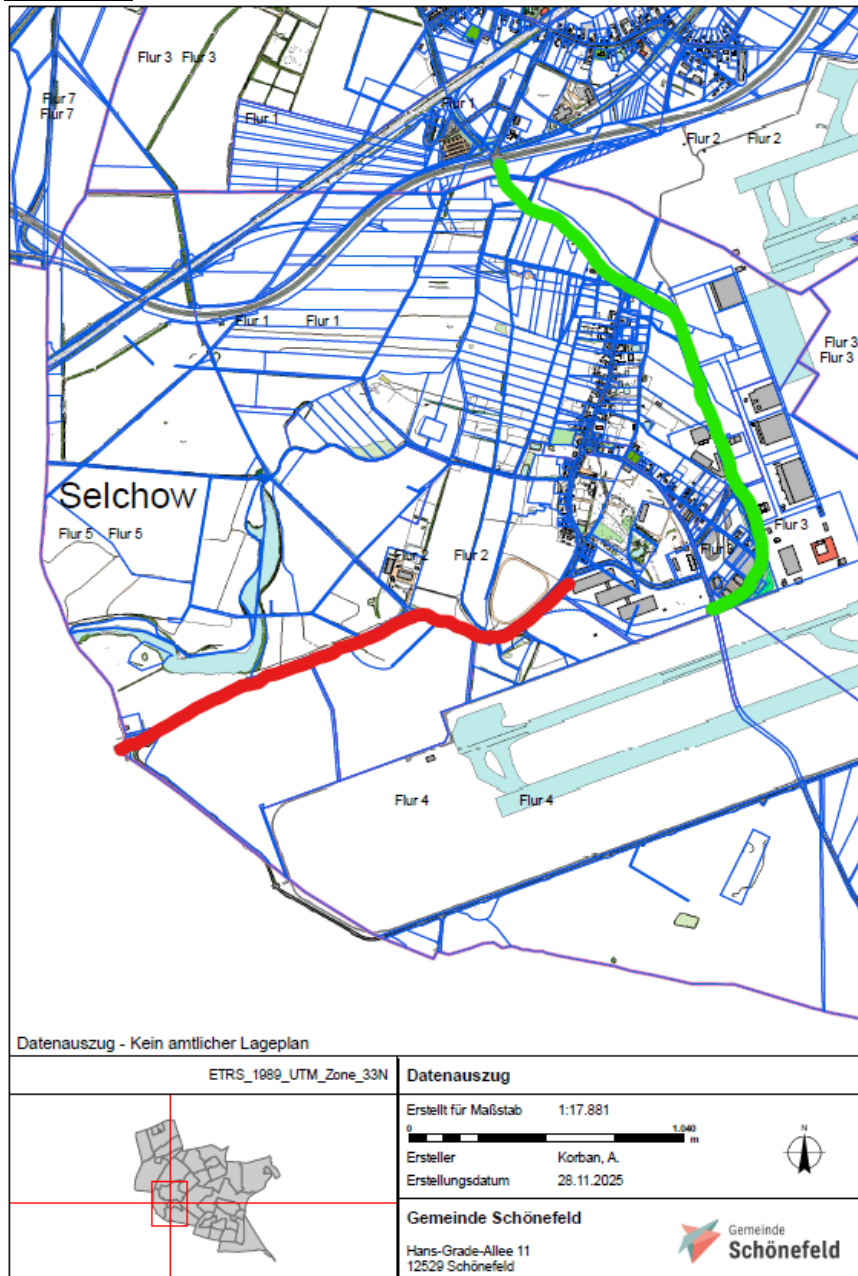 Flur 3 Flur 3
Flur 7
Flur 7
Flur 1
Flur 1
Flur 2 Flur 2
Flur 1 Flur 1
Flur 3
Flur 3
Selchow
Flur 5 Flur 5
Flur 2 Flur 2
Flur 3
Flur 4
Flur 4
Datenauszug - Kein amtlicher Lageplan
ETRS_1989_UTM_Zone_33N
Datenauszug
Erstellt für Maßstab 1:17.881
0 1.040
m
N
Ersteller Korban, A.
Erstellungsdatum 28.11.2025
Gemeinde Schönefeld
Hans-Grade-Allee 11
12529 Schönefeld
Gemeinde
Schönefeld